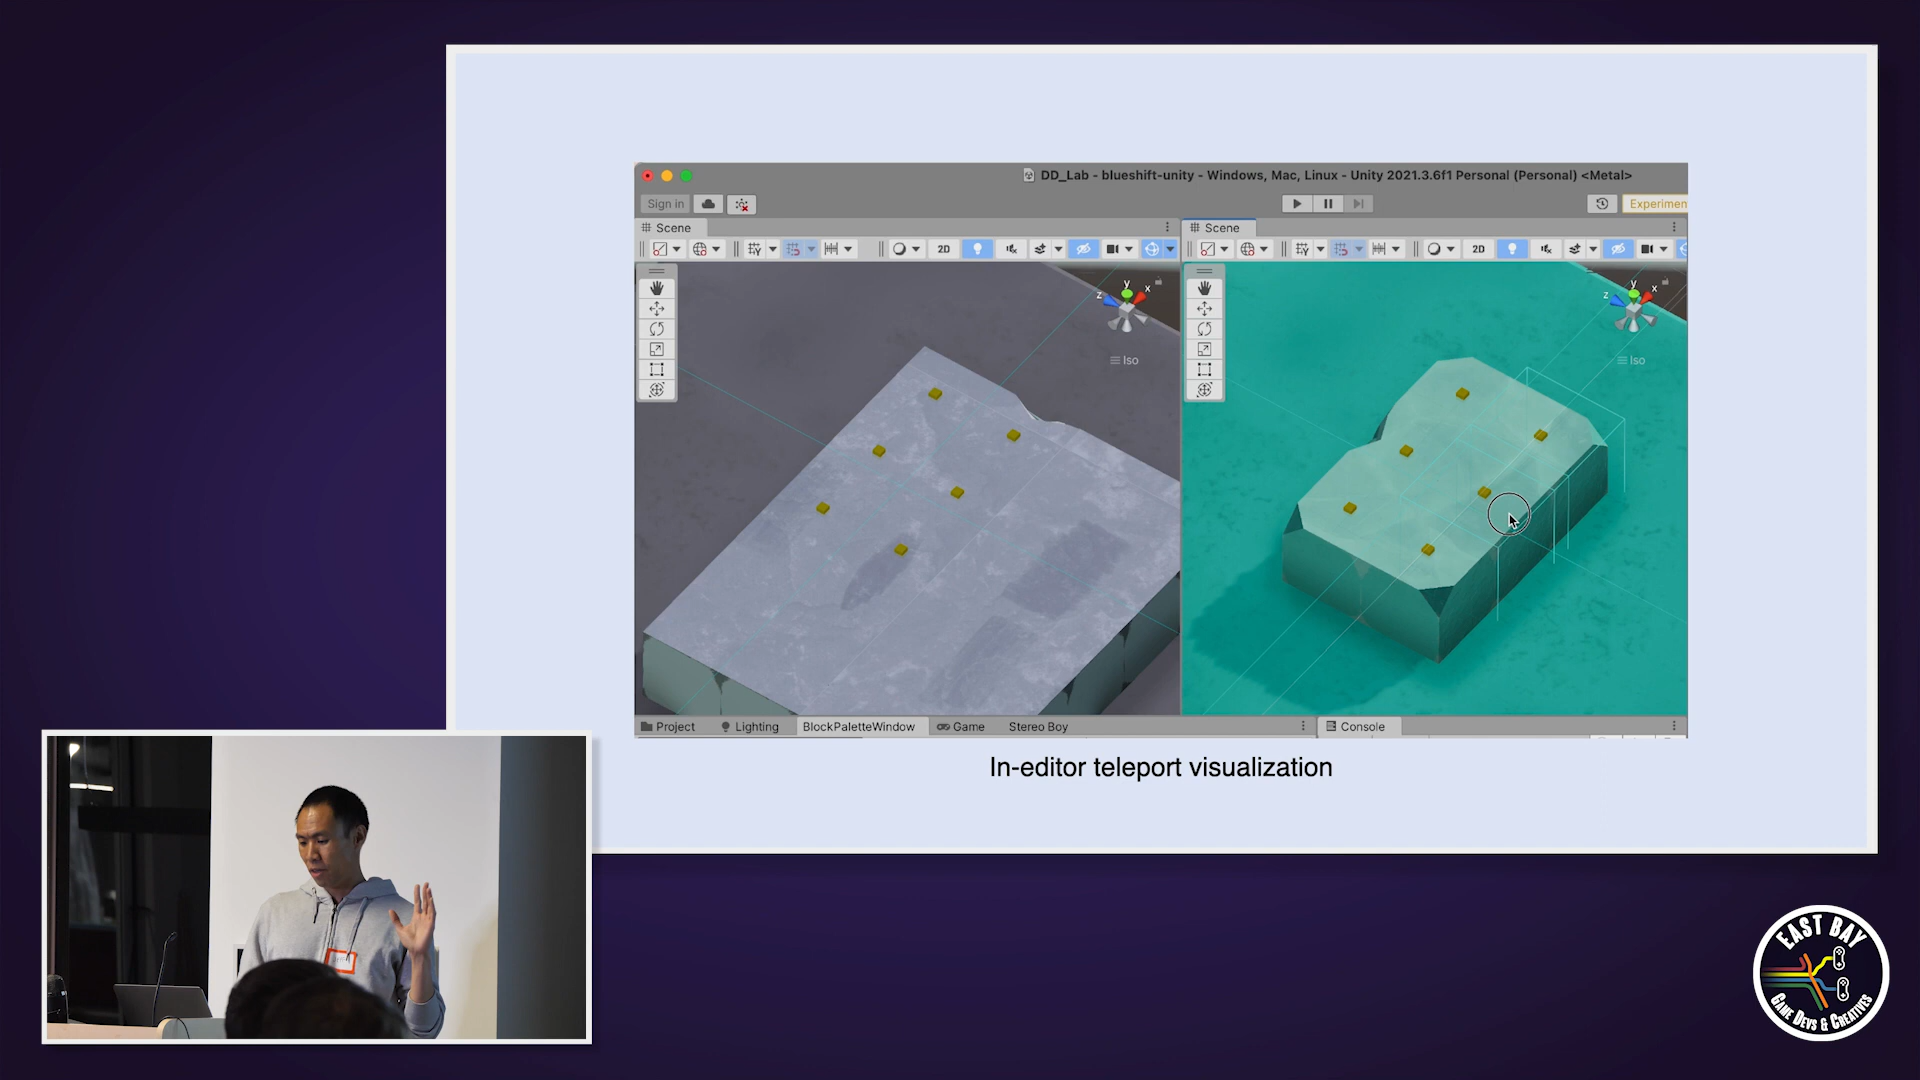 DD_Lab - blueshift-unity - Windows, Mac, Linux - Unity 2021.3.6f1 Personal (Personal) <Metal>
Sign in
Experimen
Scene
Scene
2D
2D
y
x
z
Iso
y
x
z
Iso
Project
Lighting
BlockPaletteWindow
Game
Stereo Boy
Console
In-editor teleport visualization
EAST BAY
GAME DEVS & CREATIVES